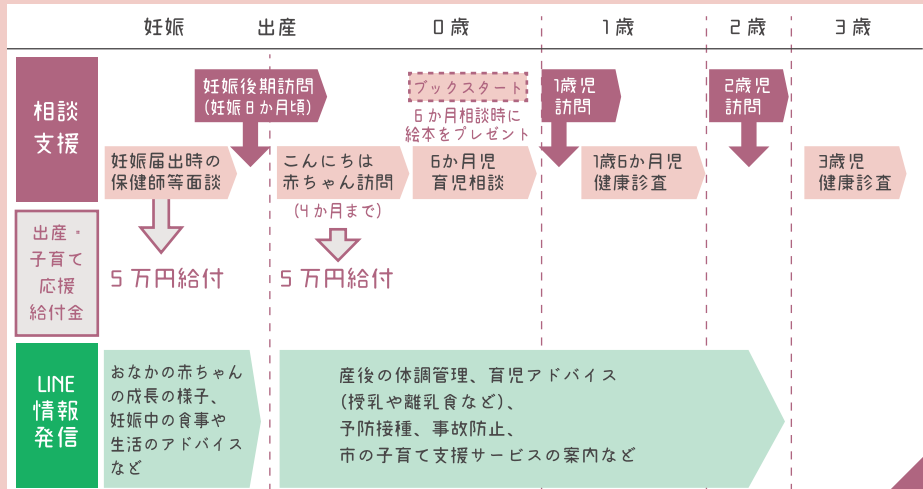 妊娠
出産
0歳
1歳
2歳
3歳
相談
支援
妊娠後期訪問
(妊娠8か月頃)
ブックスタート
6か月相談時に
絵本をプレゼント
1歳児
訪問
2歳児
訪問
妊娠届出時の
保健師等面談
こんにちは
赤ちゃん訪問
(4か月まで)
6か月児
育児相談
1歳6か月児
健康診査
3歳児
健康診査
出産・
子育て
応援
給付金
5万円給付
5万円給付
LINE
情報
発信
おなかの赤ちゃん
の成長の様子、
妊娠中の食事や
生活のアドバイス
など
産後の体調管理、育児アドバイス
(授乳や離乳食など)、
予防接種、事故防止、
市の子育て支援サービスの案内など